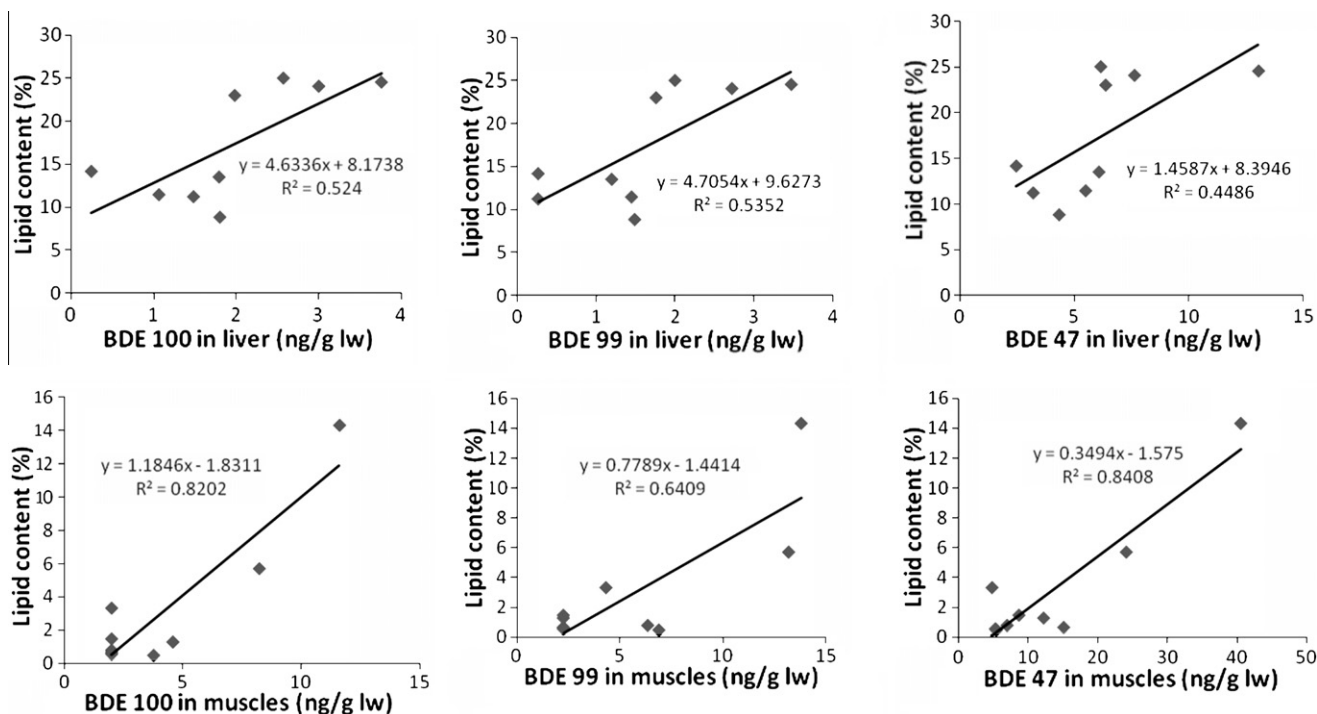 Lipid content (%)
30
25
20
15
10
5
0
y = 4.6336x + 8.1738
R² = 0.524
0 1 2 3 4
BDE 100 in liver (ng/g lw)
Lipid content (%)
30
25
20
15
10
5
0
y = 4.7054x + 9.6273
R² = 0.5352
0 1 2 3 4
BDE 99 in liver (ng/g lw)
Lipid content (%)
30
25
20
15
10
5
0
y = 1.4587x + 8.3946
R² = 0.4486
0 5 10 15
BDE 47 in liver (ng/g lw)
Lipid content (%)
16
14
12
10
8
6
4
2
0
y = 1.1846x - 1.8311
R² = 0.8202
0 5 10 15
BDE 100 in muscles (ng/g lw)
Lipid content (%)
16
14
12
10
8
6
4
2
0
y = 0.7789x - 1.4414
R² = 0.6409
0 5 10 15
BDE 99 in muscles (ng/g lw)
Lipid content (%)
16
14
12
10
8
6
4
2
0
y = 0.3494x - 1.575
R² = 0.8408
0 10 20 30 40 50
BDE 47 in muscles (ng/g lw)